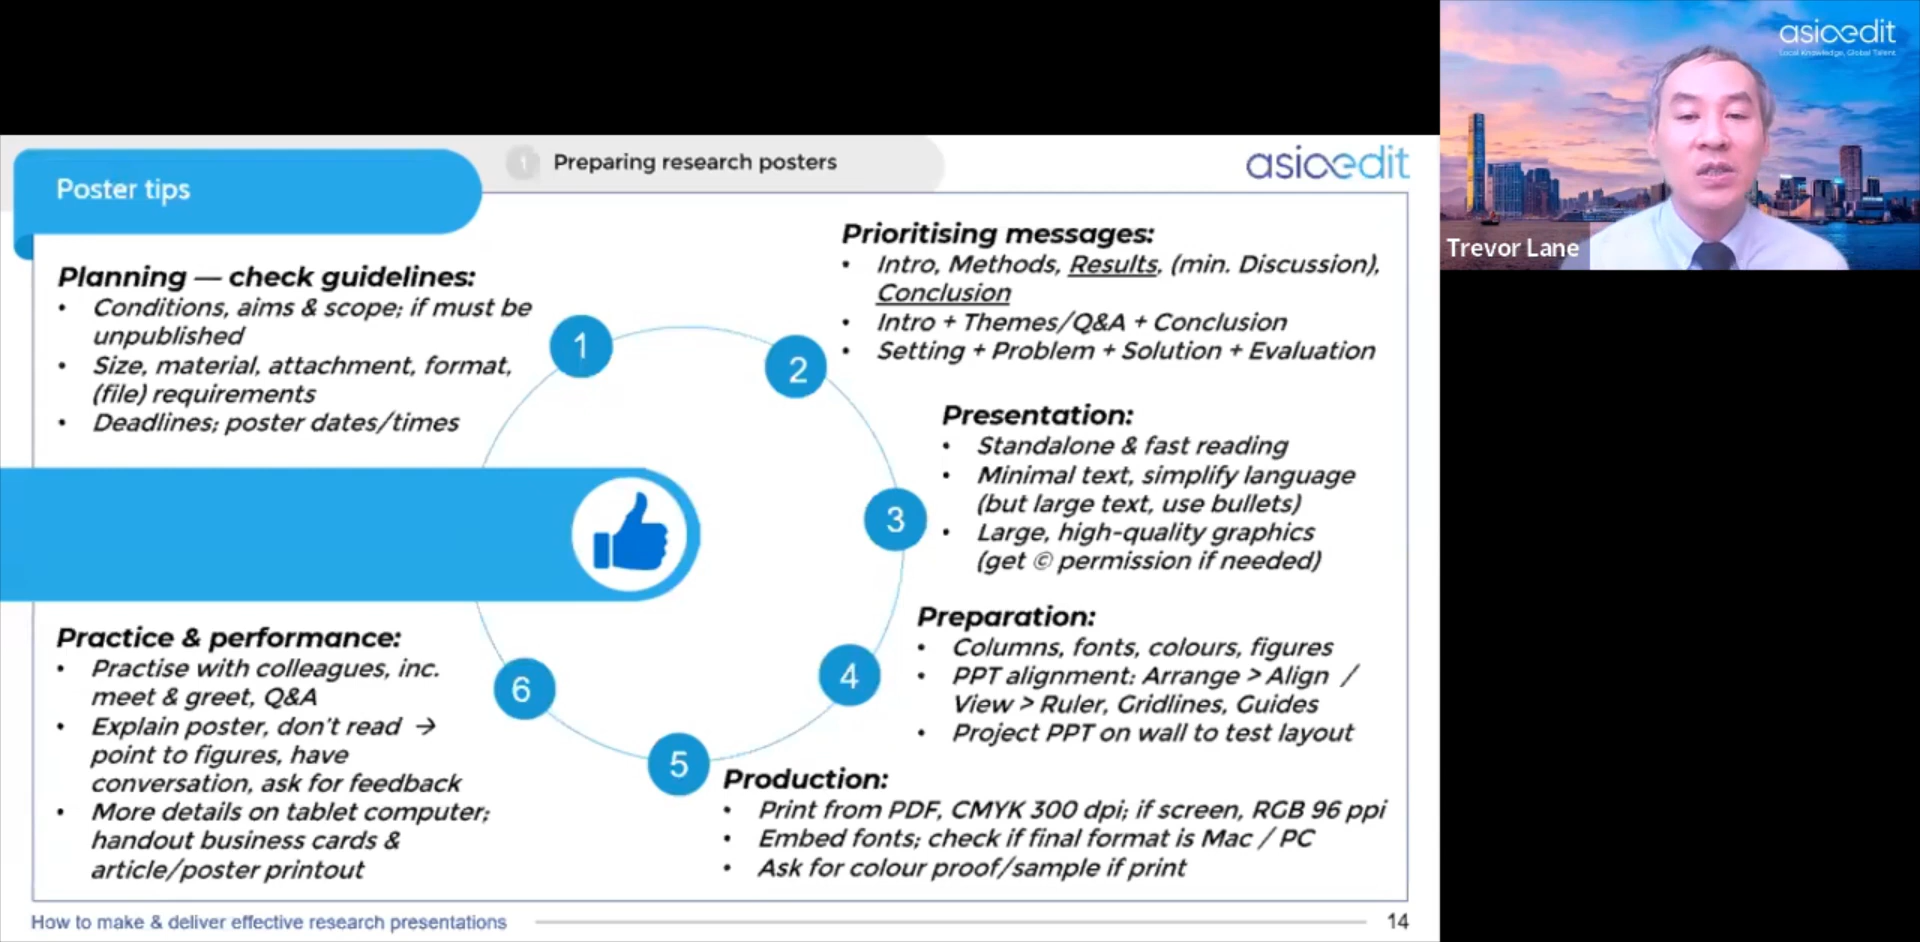 Poster tips
1 Preparing research posters
asiaedit
Planning — check guidelines:
• Conditions, aims & scope; if must be
unpublished
• Size, material, attachment, format,
(file) requirements
• Deadlines; poster dates/times
1
Prioritising messages:
• Intro, Methods, Results, (min. Discussion),
Conclusion
• Intro + Themes/Q&A + Conclusion
• Setting + Problem + Solution + Evaluation
2
Presentation:
• Standalone & fast reading
• Minimal text, simplify language
(but large text, use bullets)
• Large, high-quality graphics
(get © permission if needed)
3
Preparation:
• Columns, fonts, colours, figures
• PPT alignment: Arrange > Align /
View > Ruler, Gridlines, Guides
• Project PPT on wall to test layout
4
Production:
• Print from PDF, CMYK 300 dpi; if screen, RGB 96 ppi
• Embed fonts; check if final format is Mac / PC
• Ask for colour proof/sample if print
5
Practice & performance:
• Practise with colleagues, inc.
meet & greet, Q&A
• Explain poster, don't read →
point to figures, have
conversation, ask for feedback
• More details on tablet computer;
handout business cards &
article/poster printout
6
How to make & deliver effective research presentations
14
asiaedit
Local Knowledge, Global Talent
Trevor Lane